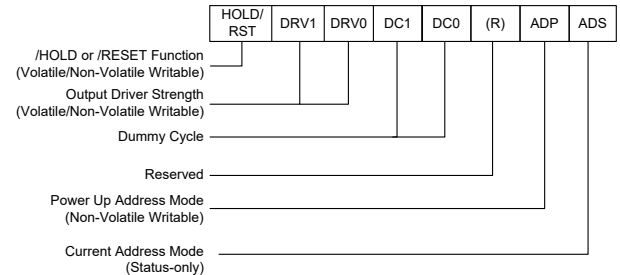 HOLD/
RST DRV1 DRV0 DC1 DC0 (R) ADP ADS
/HOLD or /RESET Function
(Volatile/Non-Volatile Writable)
Output Driver Strength
(Volatile/Non-Volatile Writable)
Dummy Cycle
Reserved
Power Up Address Mode
(Non-Volatile Writable)
Current Address Mode
(Status-only)